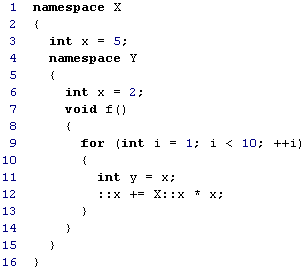 1 namespace X
2 {
3   int x = 5;
4   namespace Y
5   {
6     int x = 2;
7     void f()
8     {
9       for (int i = 1; i < 10; ++i)
10       {
11         int y = x;
12         ::x += X::x * x;
13       }
14     }
15   }
16 }